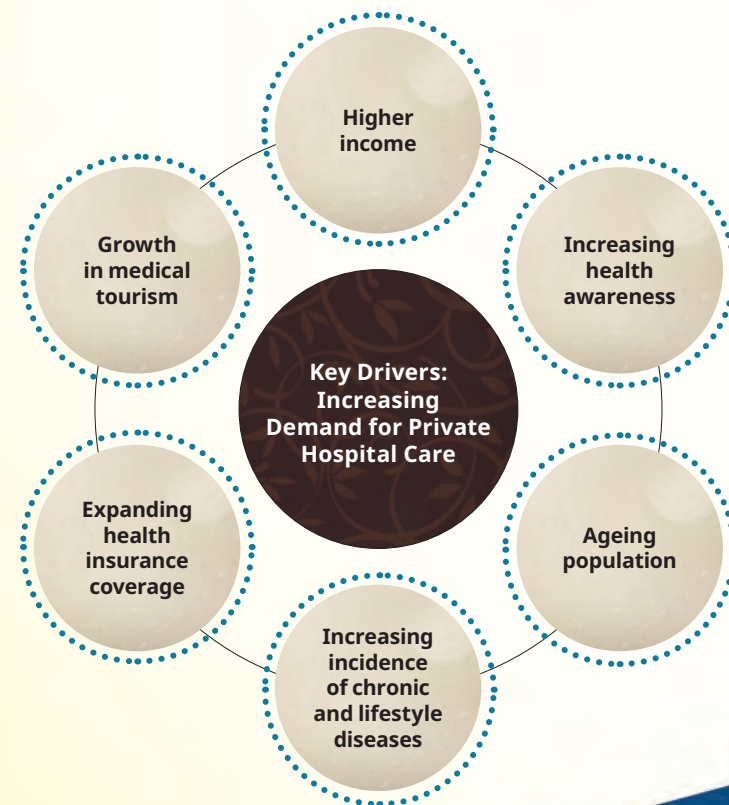 Higher
income
Increasing
health
awareness
Ageing
population
Increasing
incidence
of chronic
and lifestyle
diseases
Expanding
health
insurance
coverage
Growth
in medical
tourism
Key Drivers:
Increasing
Demand for Private
Hospital Care